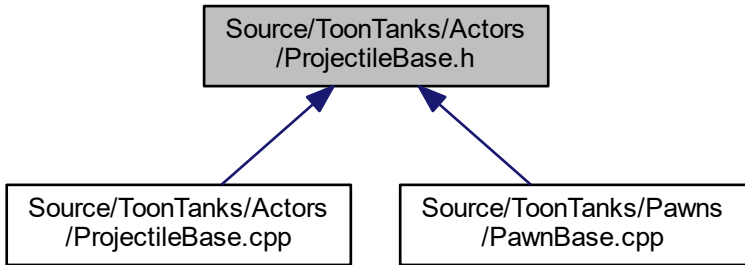 Source/ToonTanks/Actors
/ProjectileBase.h
Source/ToonTanks/Actors
/ProjectileBase.cpp
Source/ToonTanks/Pawns
/PawnBase.cpp